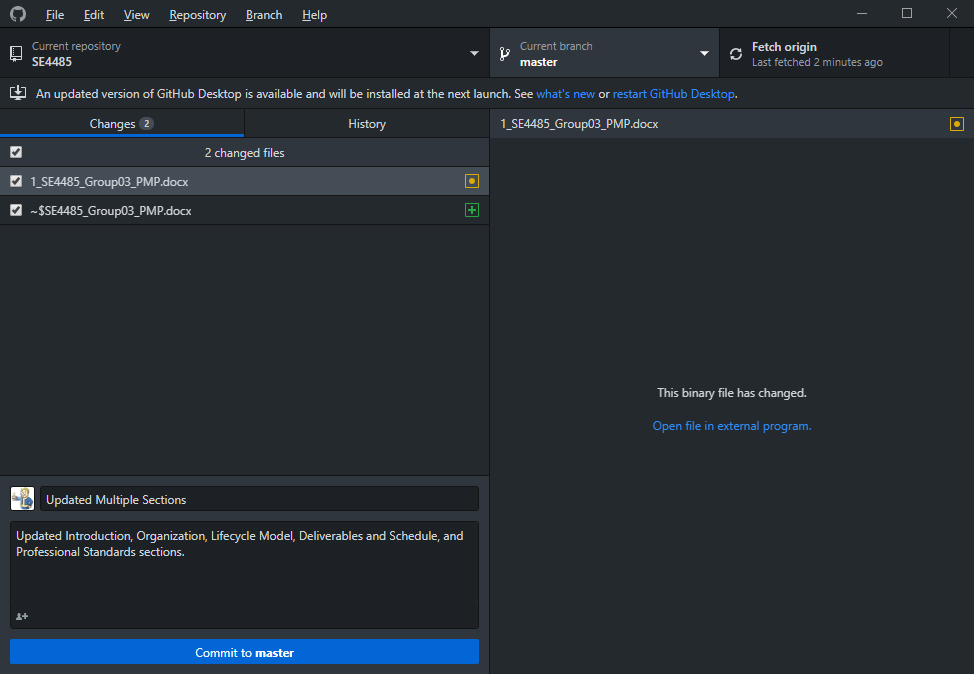 File Edit View Repository Branch Help
Current repository
SE4485
Current branch
master
Fetch origin
Last fetched 2 minutes ago
An updated version of GitHub Desktop is available and will be installed at the next launch. See what's new or restart GitHub Desktop.
Changes 2
History
2 changed files
1_SE4485_Group03_PMP.docx
~$SE4485_Group03_PMP.docx
1_SE4485_Group03_PMP.docx
This binary file has changed.
Open file in external program.
Updated Multiple Sections
Updated Introduction, Organization, Lifecycle Model, Deliverables and Schedule, and
Professional Standards sections.
Commit to master